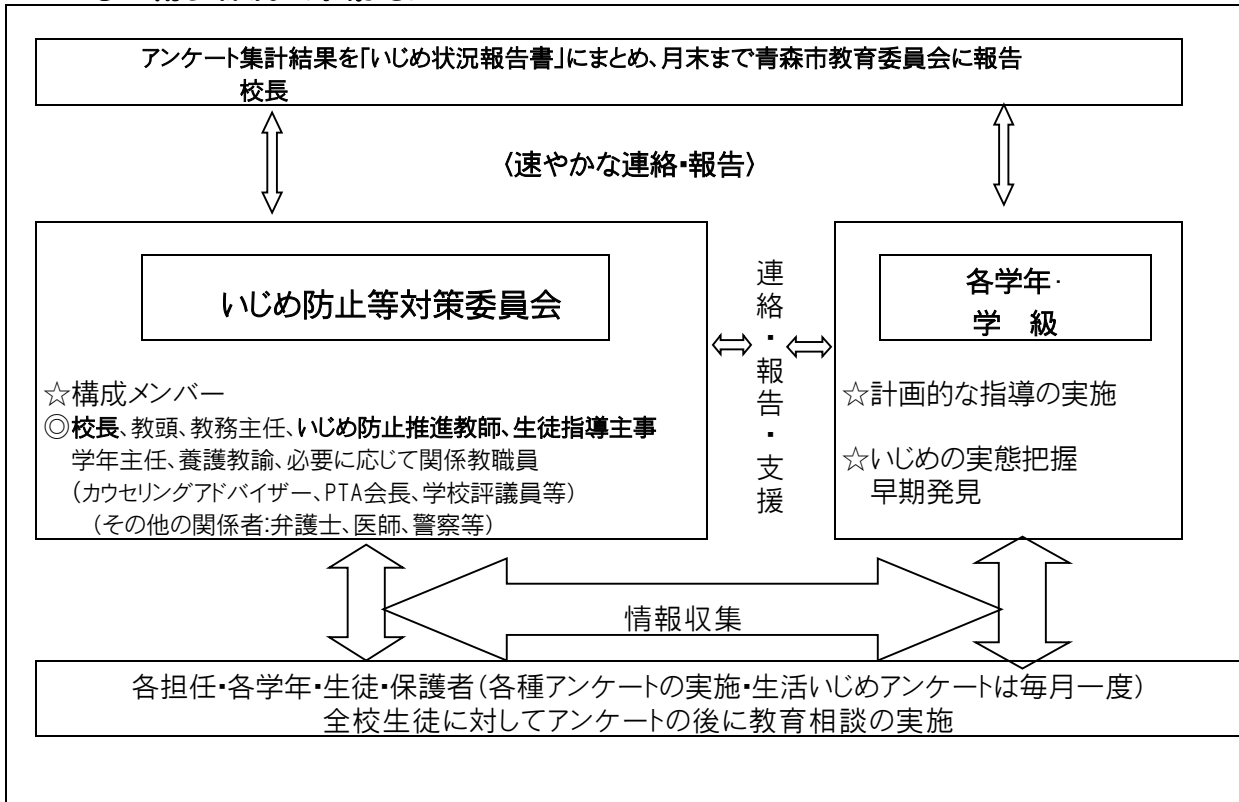 アンケート集計結果を「いじめ状況報告書」にまとめ、月末まで青森市教育委員会に報告
校長
〈速やかな連絡・報告〉
いじめ防止等対策委員会
☆構成メンバー
◎校長、教頭、教務主任、いじめ防止推進教師、生徒指導主事
学年主任、養護教諭、必要に応じて関係教職員
(カウセリングアドバイザー、PTA会長、学校評議員等)
(その他の関係者:弁護士、医師、警察等)
連絡・報告・支援
各学年・
学 級
☆計画的な指導の実施
☆いじめの実態把握
早期発見
情報収集
各担任・各学年・生徒・保護者(各種アンケートの実施・生活いじめアンケートは毎月一度)
全校生徒に対してアンケートの後に教育相談の実施